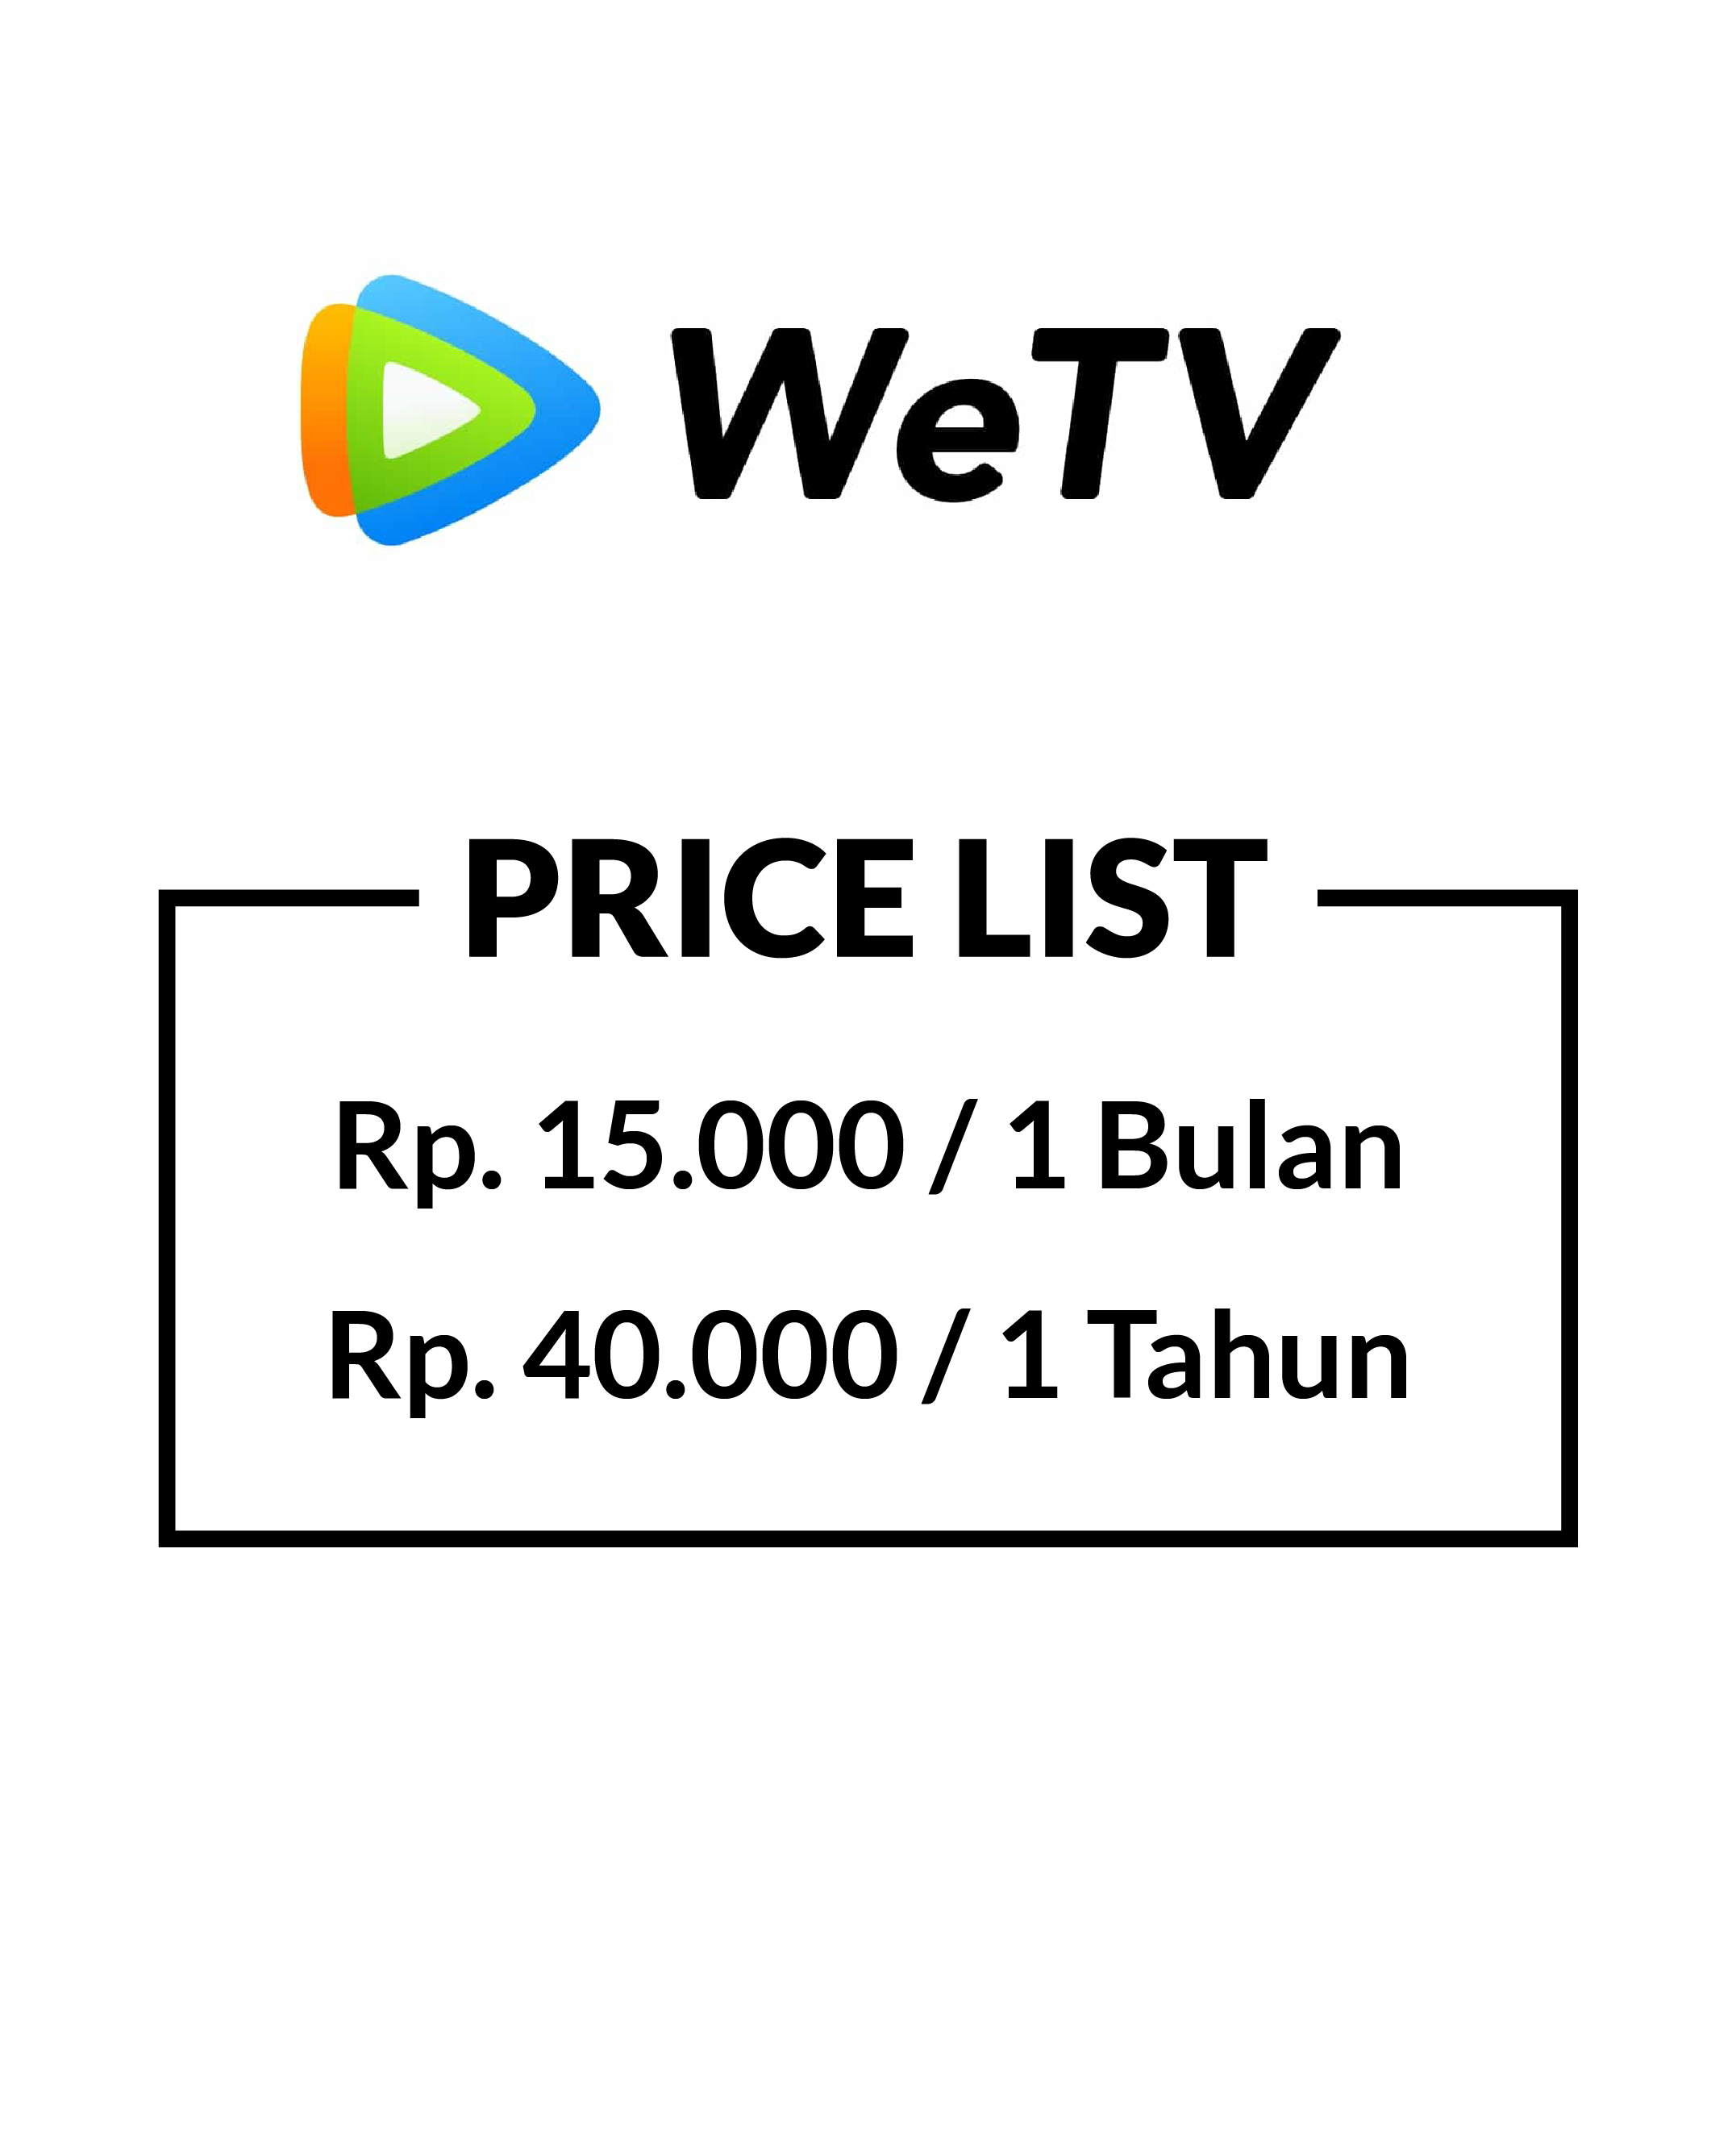 WeTV
PRICE LIST
Rp. 15.000 / 1 Bulan
Rp. 40.000 / 1 Tahun